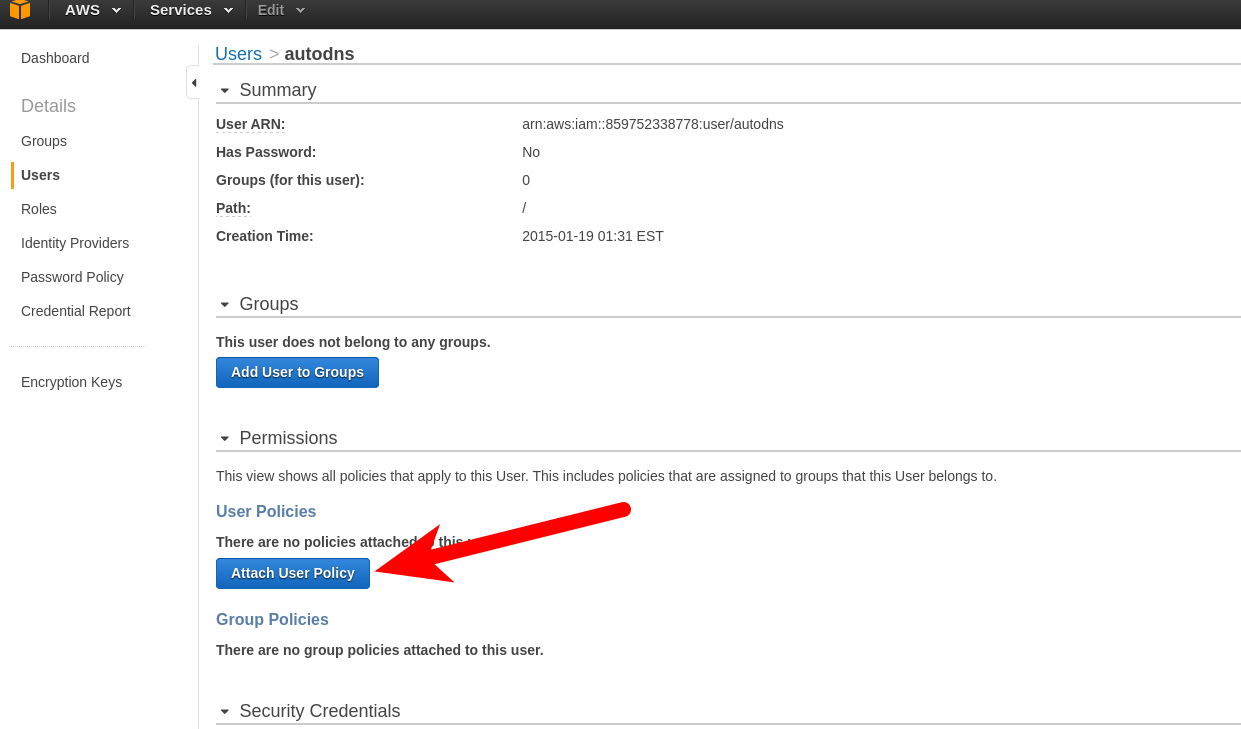 AWS Services Edit
Dashboard
Details
Groups
Users
Roles
Identity Providers
Password Policy
Credential Report
Encryption Keys
Users > autodns
Summary
User ARN: arn:aws:iam::859752338778:user/autodns
Has Password: No
Groups (for this user): 0
Path: /
Creation Time: 2015-01-19 01:31 EST
Groups
This user does not belong to any groups.
Add User to Groups
Permissions
This view shows all policies that apply to this User. This includes policies that are assigned to groups that this User belongs to.
User Policies
There are no policies attached this
Attach User Policy
Group Policies
There are no group policies attached to this user.
Security Credentials